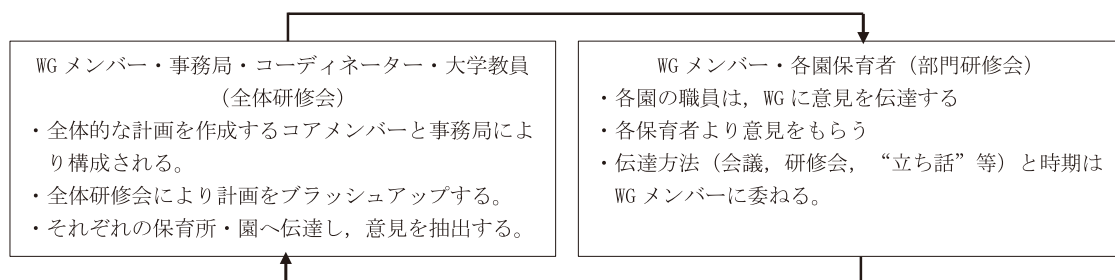 WG メンバー・事務局・コーディネーター・大学教員
（全体研修会）
・全体的な計画を作成するコアメンバーと事務局によ
り構成される。
・全体研修会により計画をブラッシュアップする。
・それぞれの保育所・園へ伝達し，意見を抽出する。
WG メンバー・各園保育者（部門研修会）
・各園の職員は，WG に意見を伝達する
・各保育者より意見をもらう
・伝達方法（会議，研修会，“立ち話”等）と時期は
WG メンバーに委ねる。